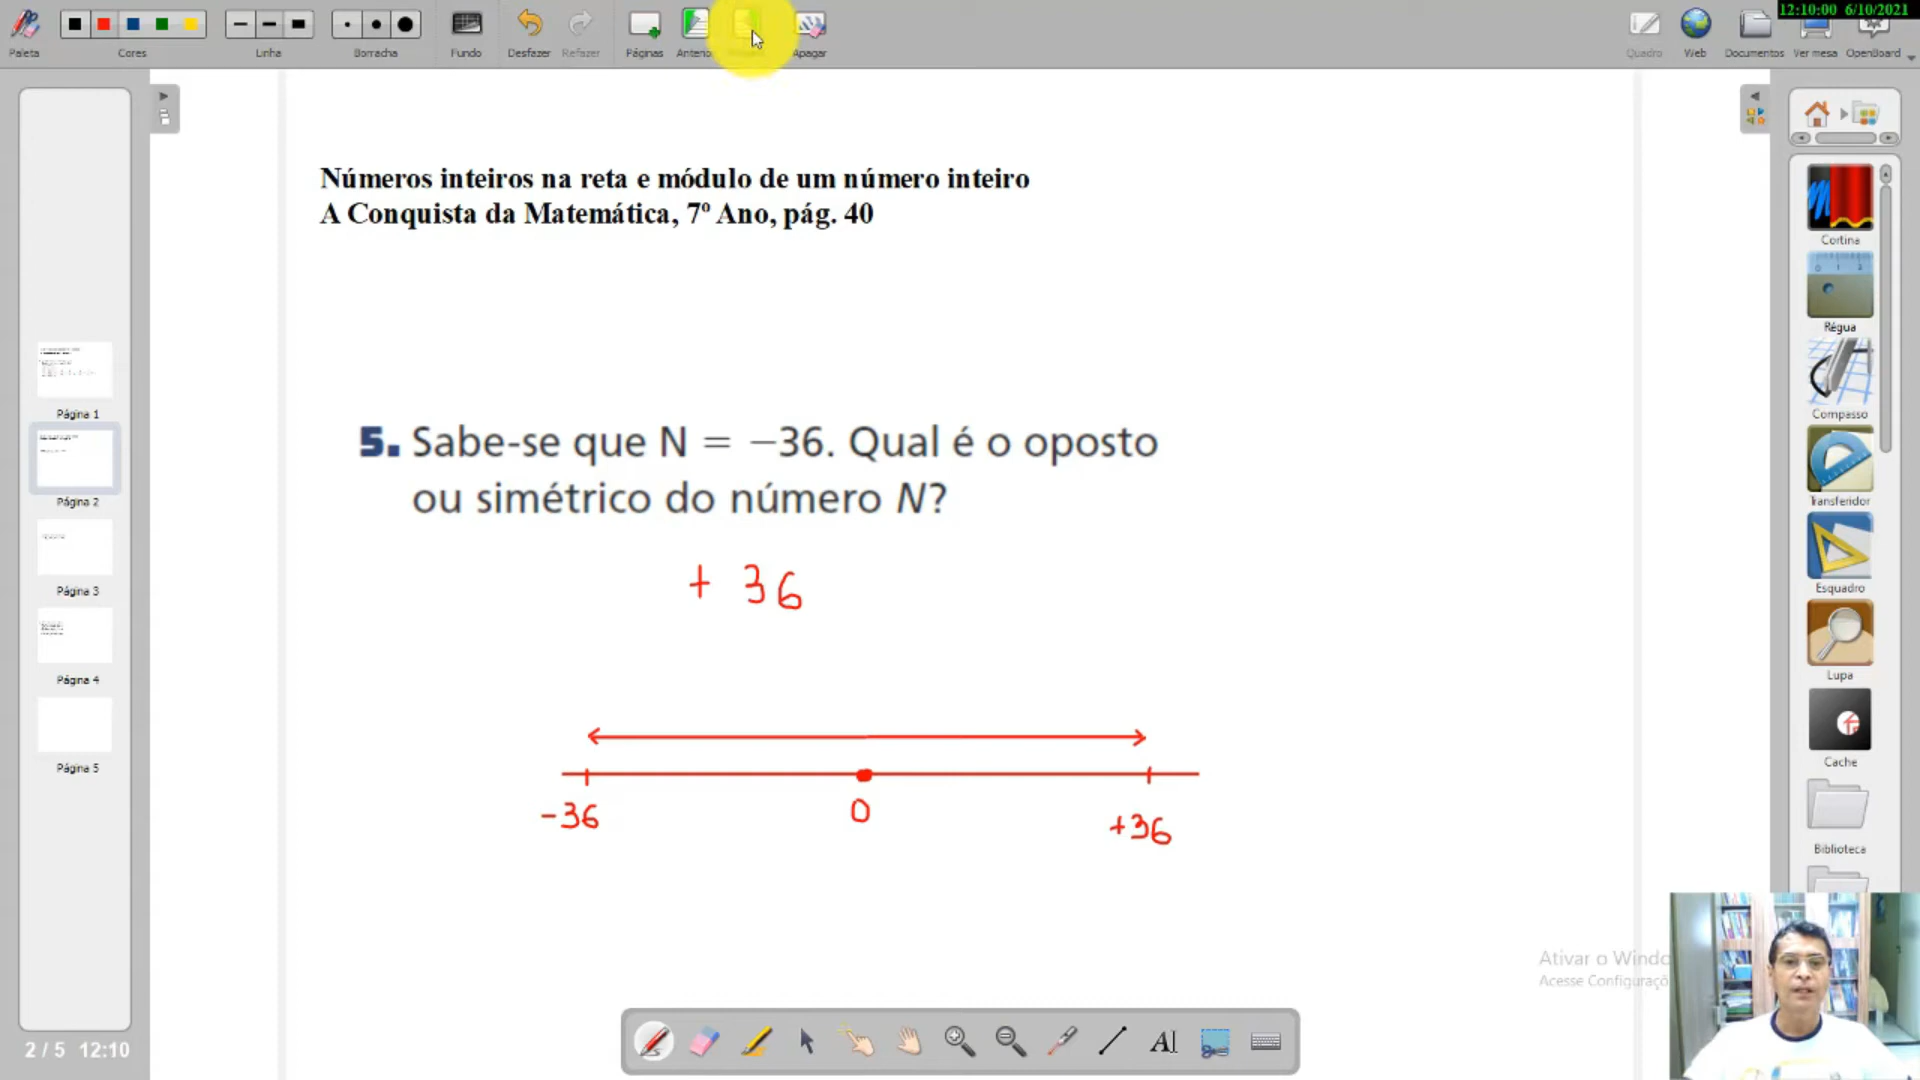 12:10:00 6/10/2021
Paleta
Cores
Linha
Borracha
Fundo
Desfazer
Refazer
Páginas
Anterior
Apagar
Quadro
Web
Documentos
Ver mesa
OpenBoard
Números inteiros na reta e módulo de um número inteiro
A Conquista da Matemática, 7º Ano, pág. 40
5. Sabe-se que N = −36. Qual é o oposto
ou simétrico do número N?
+ 36
-36
0
+36
Página 1
Página 2
Página 3
Página 4
Página 5
2 / 5 12:10
Cortina
Régua
Compasso
Transferidor
Esquadro
Lupa
Cache
Biblioteca
Ativar o Windo
Acesse Configuraçõ